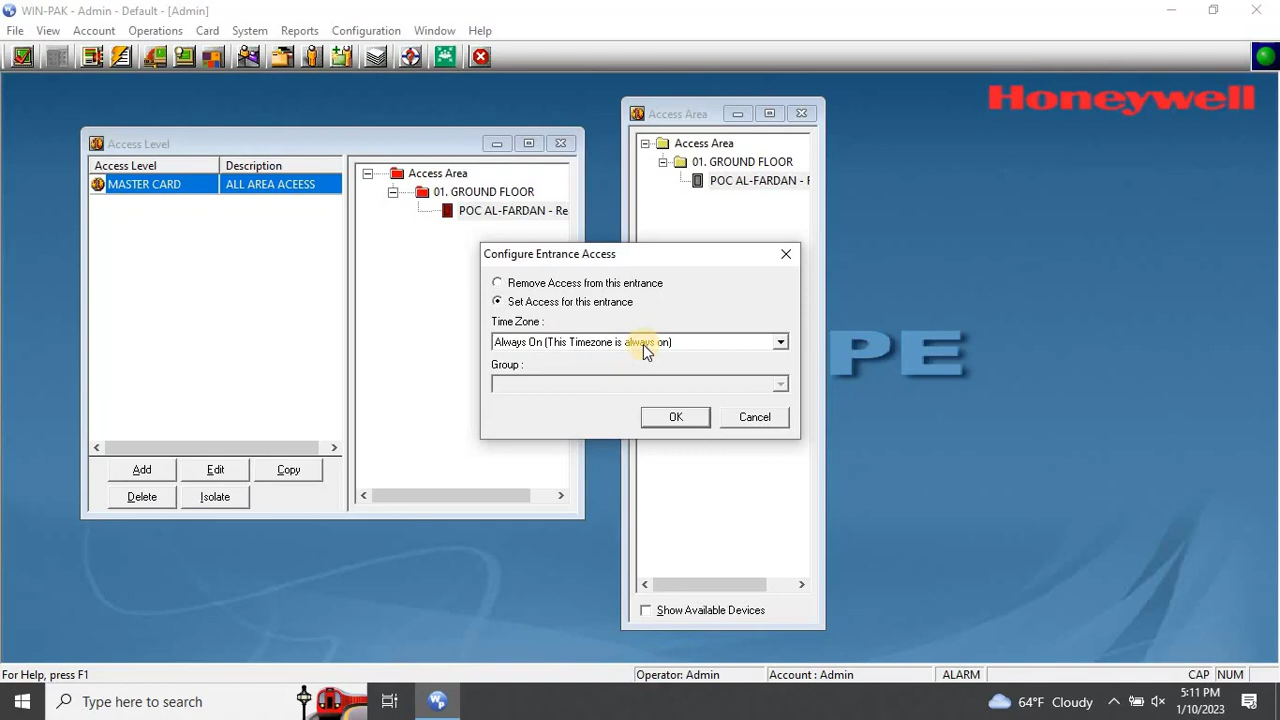 WIN-PAK - Admin - Default - [Admin]
File View Account Operations Card System Reports Configuration Window Help
Honeywell
Access Level
Access Level Description
MASTER CARD ALL AREA ACEESS
Access Area
01. GROUND FLOOR
POC AL-FARDAN - Re
Add Edit Copy
Delete Isolate
Access Area
Access Area
01. GROUND FLOOR
POC AL-FARDAN - F
Show Available Devices
Configure Entrance Access
Remove Access from this entrance
Set Access for this entrance
Time Zone :
Always On (This Timezone is always on)
Group :
OK Cancel
PE
For Help, press F1 Operator: Admin Account : Admin ALARM CAP NUM
Type here to search
64°F Cloudy
5:11 PM
1/10/2023